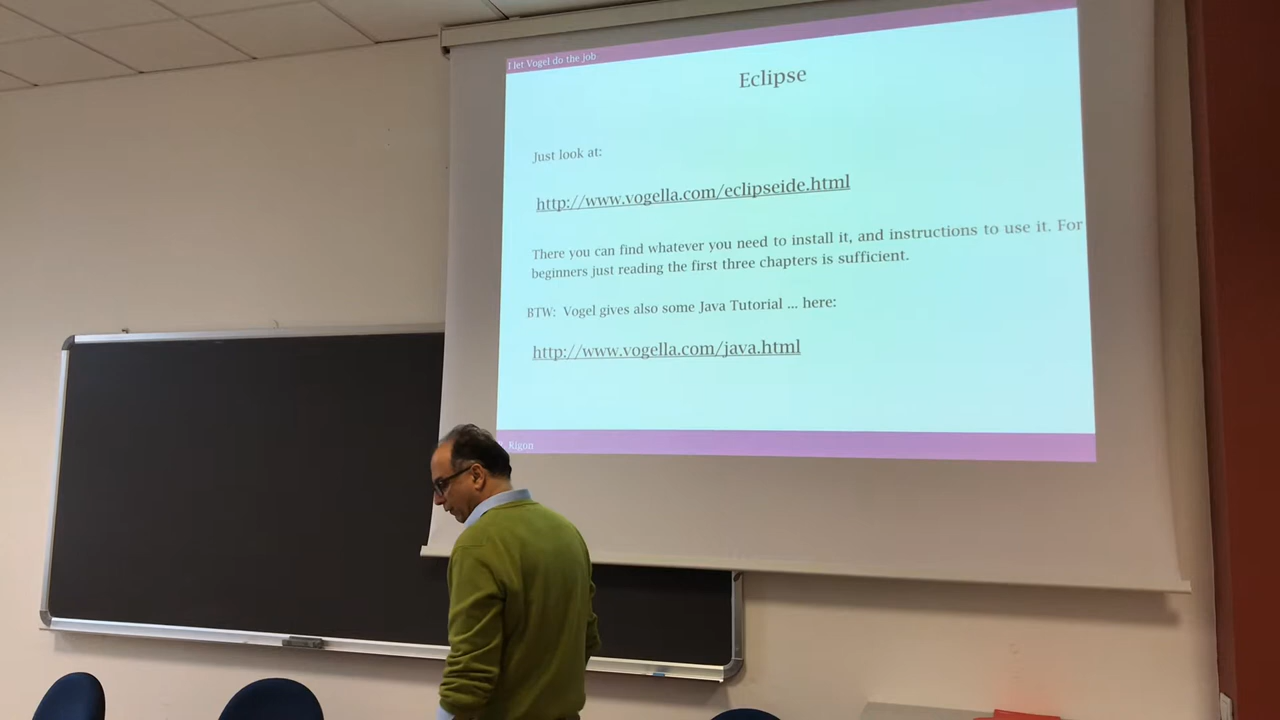 I let Vogel do the job
Eclipse
Just look at:
http://www.vogella.com/eclipseide.html
There you can find whatever you need to install it, and instructions to use it. For
beginners just reading the first three chapters is sufficient.
BTW: Vogel gives also some Java Tutorial ... here:
http://www.vogella.com/java.html
Rigon